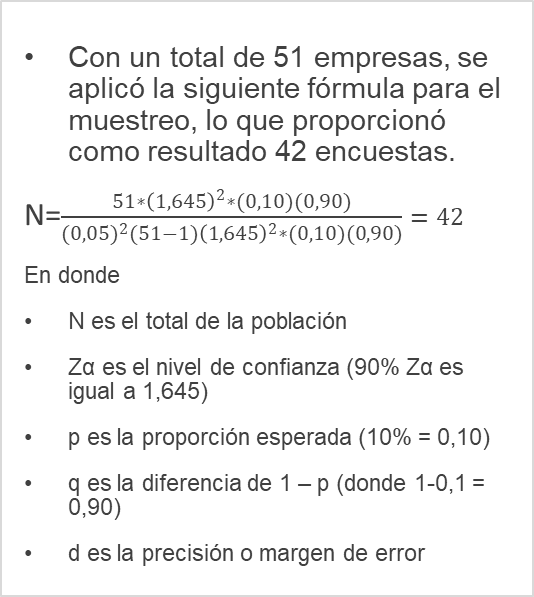 • Con un total de 51 empresas, se
aplicó la siguiente fórmula para el
muestreo, lo que proporcionó
como resultado 42 encuestas.
N=51∗(1,645)²∗(0,10)(0,90)/(0,05)²(51−1)(1,645)²∗(0,10)(0,90) = 42
En donde
• N es el total de la población
• Zα es el nivel de confianza (90% Zα es
igual a 1,645)
• p es la proporción esperada (10% = 0,10)
• q es la diferencia de 1 – p (donde 1-0,1 =
0,90)
• d es la precisión o margen de error